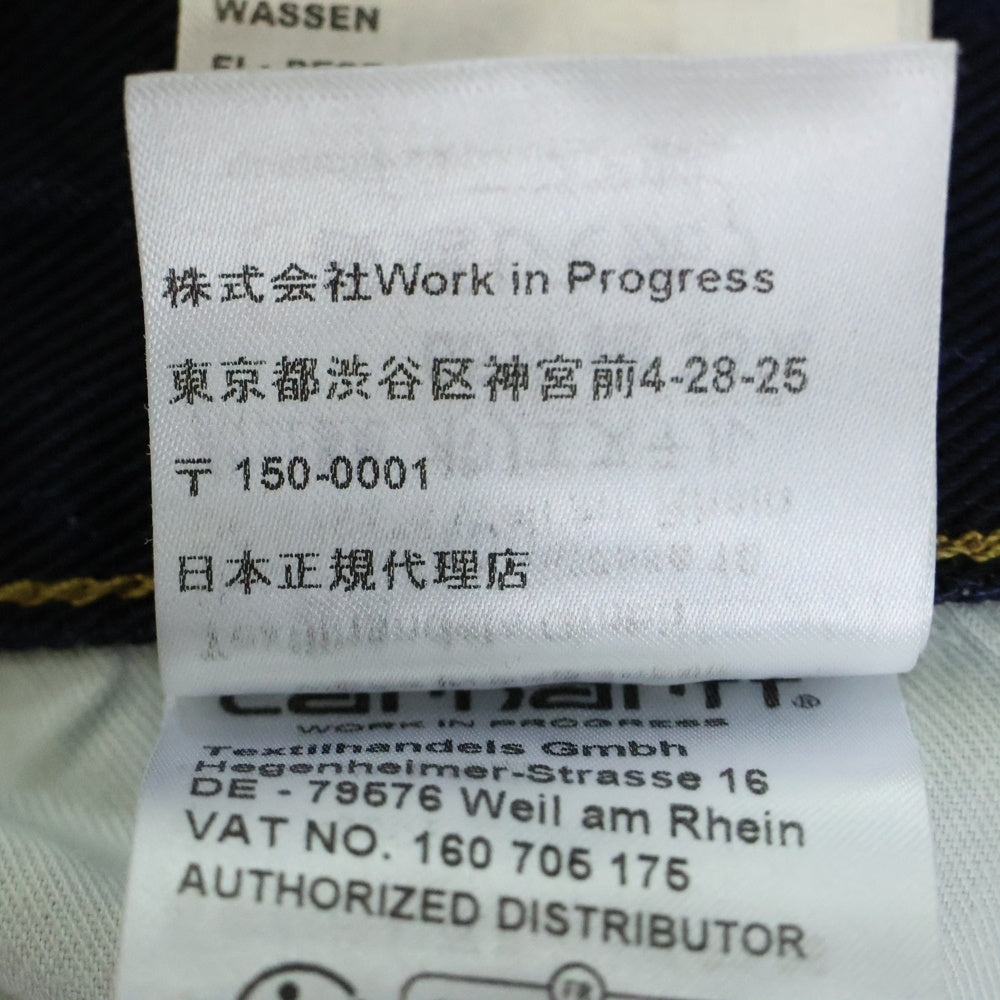 WASSEN
株式会社Work in Progress
東京都渋谷区神宮前4-28-25
〒 150-0001
日本正規代理店
carhartt®
WORK IN PROGRESS
Textilhandels Gmbh
Hegenheimer-Strasse 16
DE - 79576 Weil am Rhein
VAT NO. 160 705 175
AUTHORIZED DISTRIBUTOR
FR